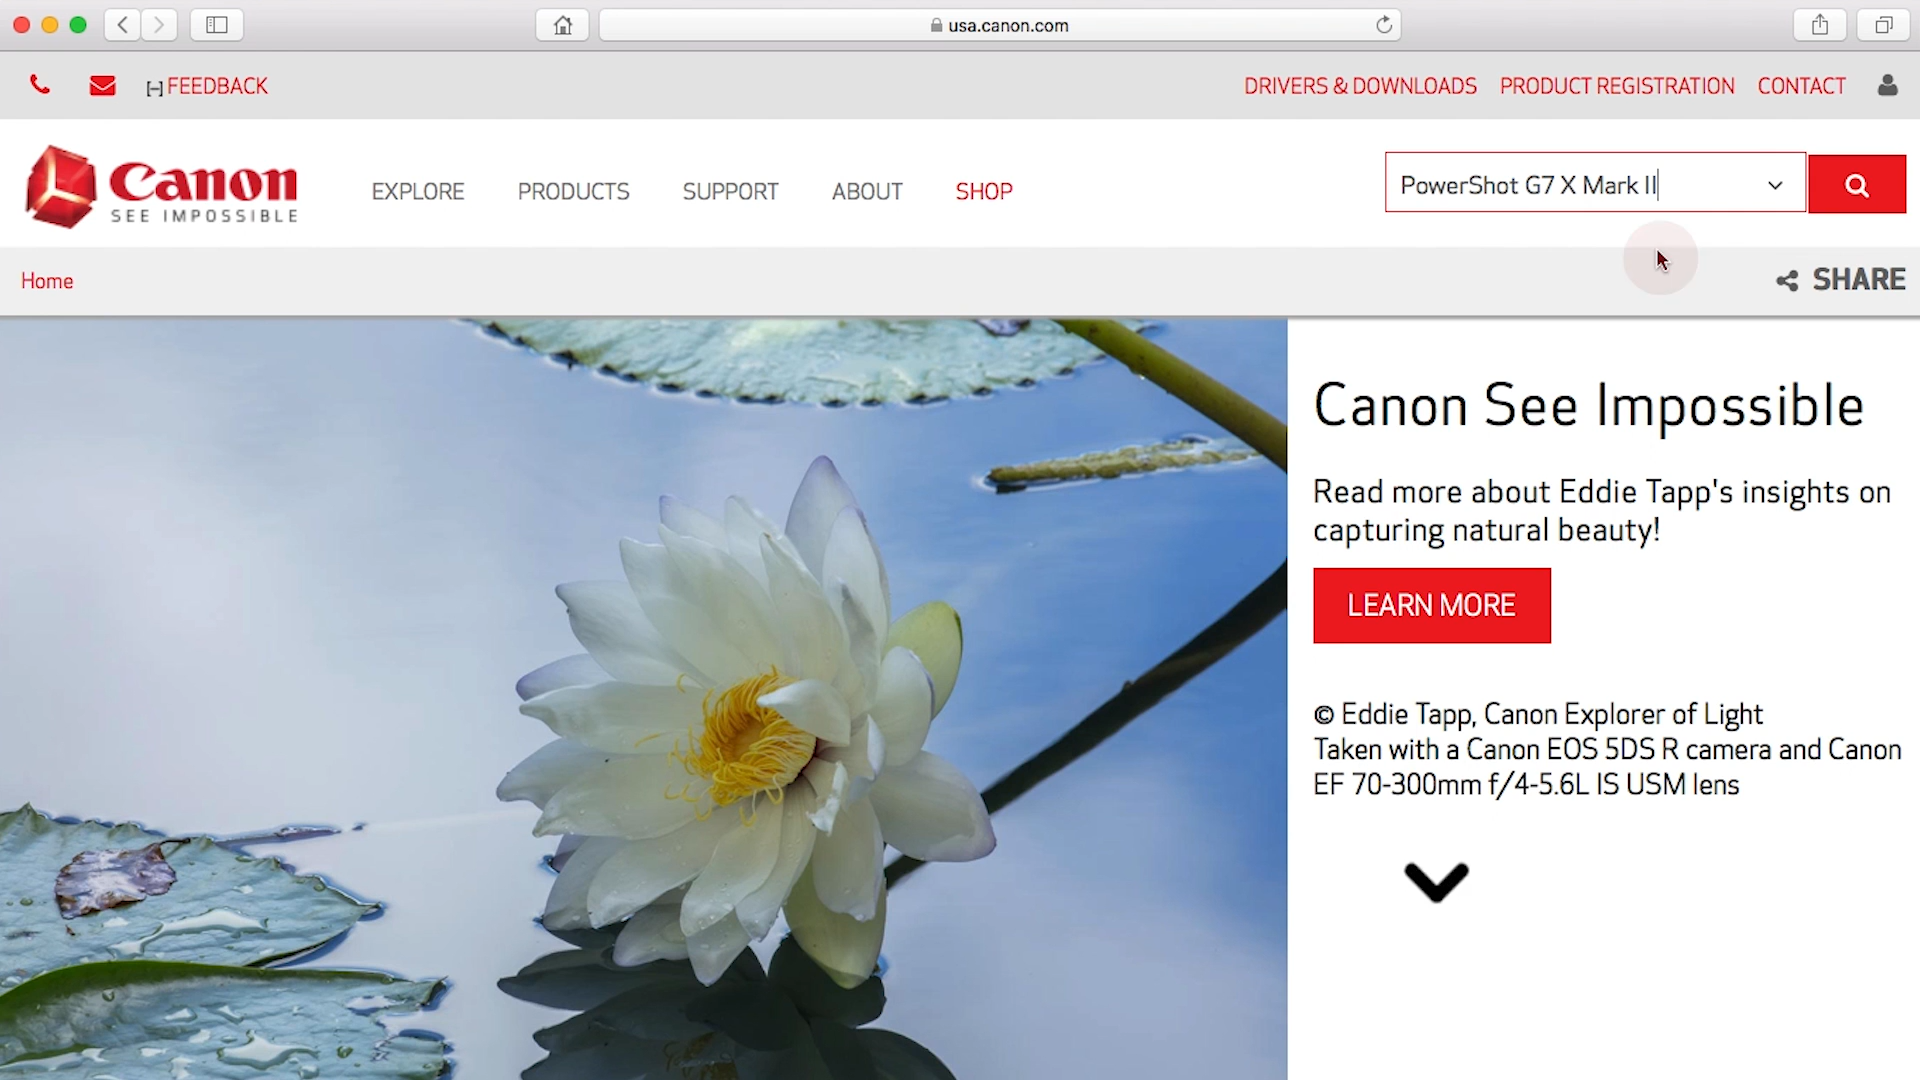 usa.canon.com
[-] FEEDBACK
DRIVERS & DOWNLOADS
PRODUCT REGISTRATION
CONTACT
Canon
SEE IMPOSSIBLE
EXPLORE
PRODUCTS
SUPPORT
ABOUT
SHOP
PowerShot G7 X Mark II
Home
SHARE
Canon See Impossible
Read more about Eddie Tapp's insights on
capturing natural beauty!
LEARN MORE
© Eddie Tapp, Canon Explorer of Light
Taken with a Canon EOS 5DS R camera and Canon
EF 70-300mm f/4-5.6L IS USM lens